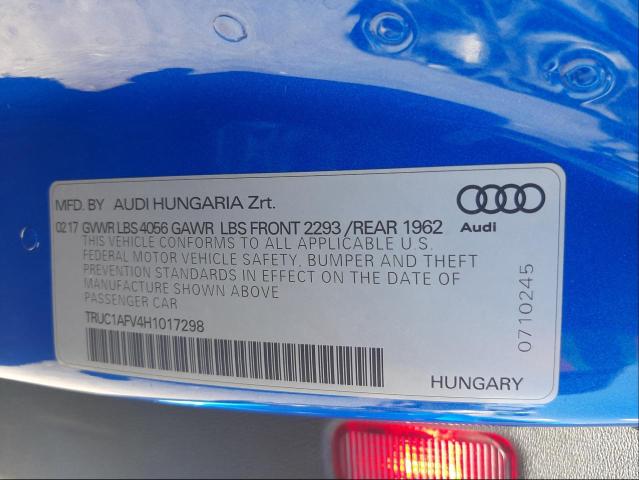 MFD. BY AUDI HUNGARIA Zrt.
Audi
02 17 GVWR LBS 4056 GAWR LBS FRONT 2293 /REAR 1962
THIS VEHICLE CONFORMS TO ALL APPLICABLE U.S.
FEDERAL MOTOR VEHICLE SAFETY, BUMPER AND THEFT
PREVENTION STANDARDS IN EFFECT ON THE DATE OF
MANUFACTURE SHOWN ABOVE
PASSENGER CAR
TRUC1AFV4H1017298
0710245
HUNGARY